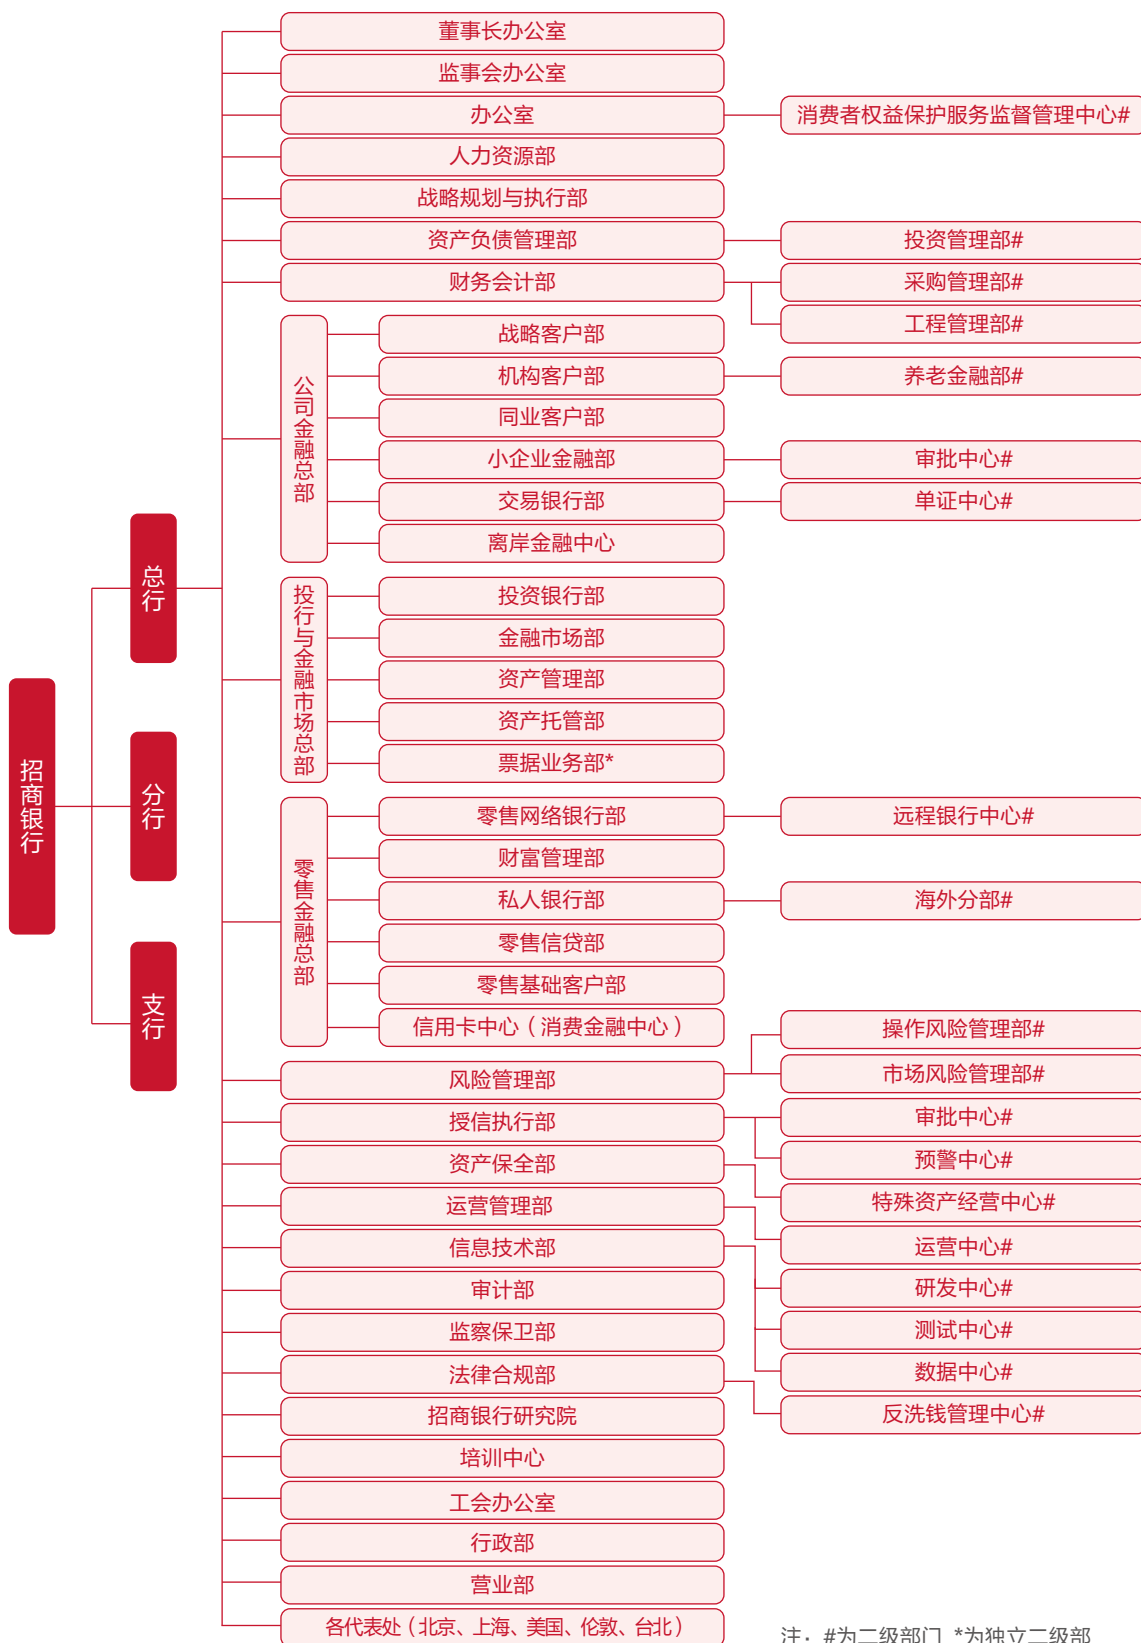 招商银行
总行
分行
支行
董事长办公室
监事会办公室
办公室
消费者权益保护服务监督管理中心#
人力资源部
战略规划与执行部
资产负债管理部
投资管理部#
财务会计部
采购管理部#
工程管理部#
公司金融总部
战略客户部
机构客户部
养老金融部#
同业客户部
小企业金融部
审批中心#
交易银行部
单证中心#
离岸金融中心
投行与金融市场总部
投资银行部
金融市场部
资产管理部
资产托管部
票据业务部*
零售金融总部
零售网络银行部
远程银行中心#
财富管理部
私人银行部
海外分部#
零售信贷部
零售基础客户部
信用卡中心（消费金融中心）
风险管理部
操作风险管理部#
市场风险管理部#
授信执行部
审批中心#
预警中心#
资产保全部
特殊资产经营中心#
运营管理部
运营中心#
信息技术部
研发中心#
测试中心#
数据中心#
审计部
监察保卫部
法律合规部
反洗钱管理中心#
招商银行研究院
培训中心
工会办公室
行政部
营业部
各代表处（北京、上海、美国、伦敦、台北）
注：#为二级部门 *为独立二级部